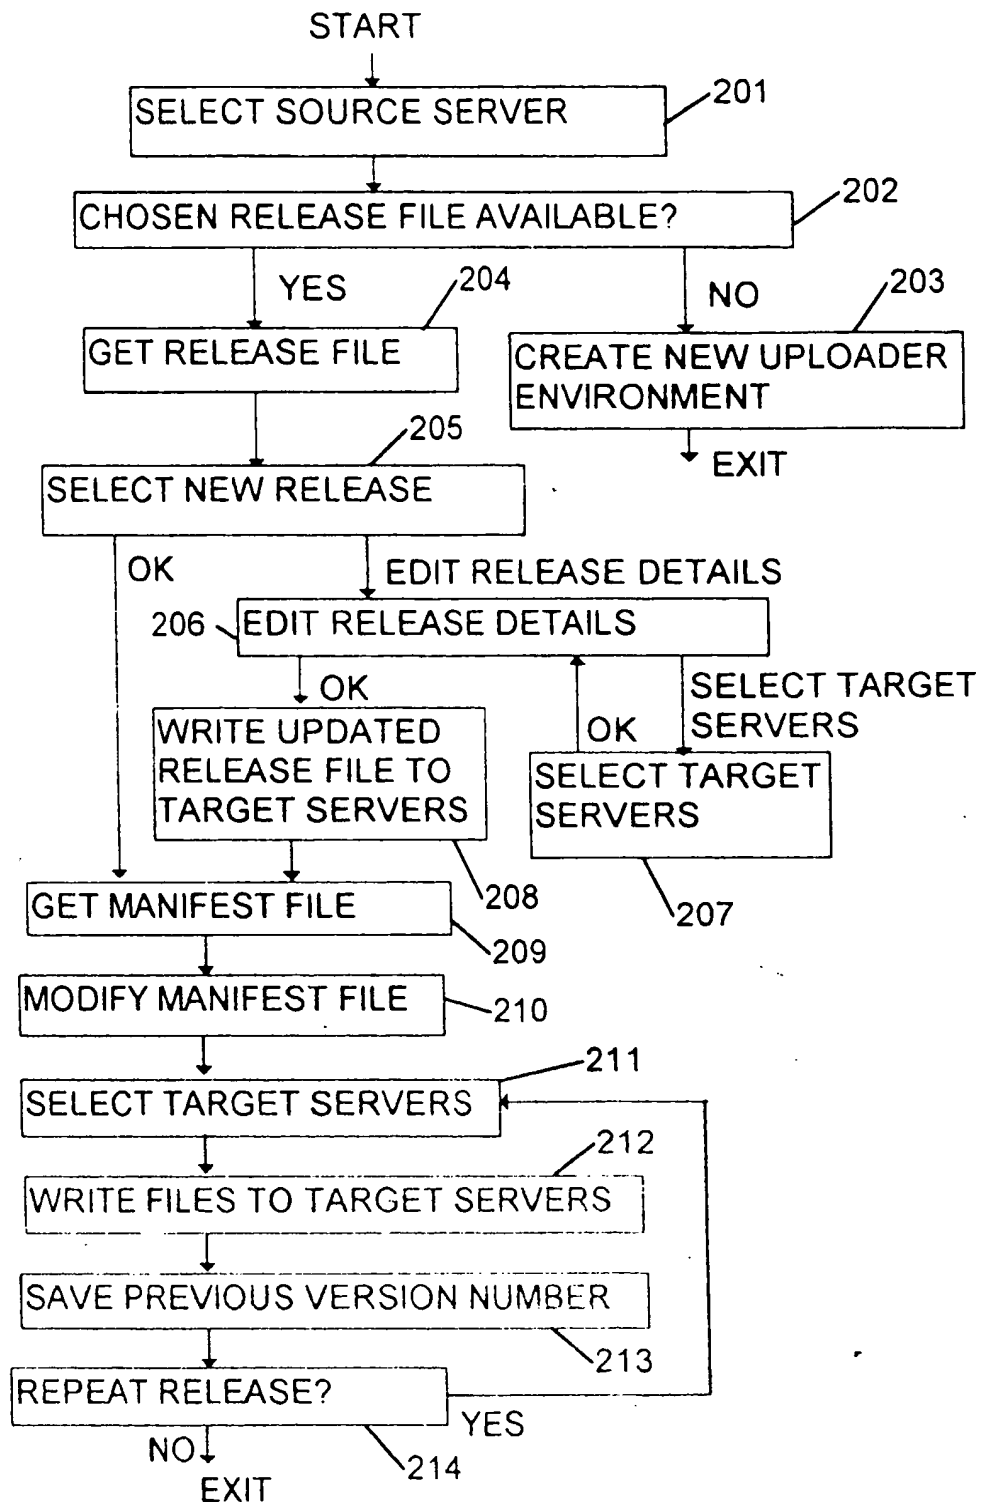 START
SELECT SOURCE SERVER
201
CHOSEN RELEASE FILE AVAILABLE?
202
YES
204
NO
203
GET RELEASE FILE
CREATE NEW UPLOADER
ENVIRONMENT
205
EXIT
SELECT NEW RELEASE
OK
EDIT RELEASE DETAILS
206
EDIT RELEASE DETAILS
OK
SELECT TARGET
SERVERS
OK
WRITE UPDATED
RELEASE FILE TO
TARGET SERVERS
SELECT TARGET
SERVERS
208
207
GET MANIFEST FILE
209
MODIFY MANIFEST FILE
210
211
SELECT TARGET SERVERS
212
WRITE FILES TO TARGET SERVERS
SAVE PREVIOUS VERSION NUMBER
213
REPEAT RELEASE?
YES
NO
214
EXIT